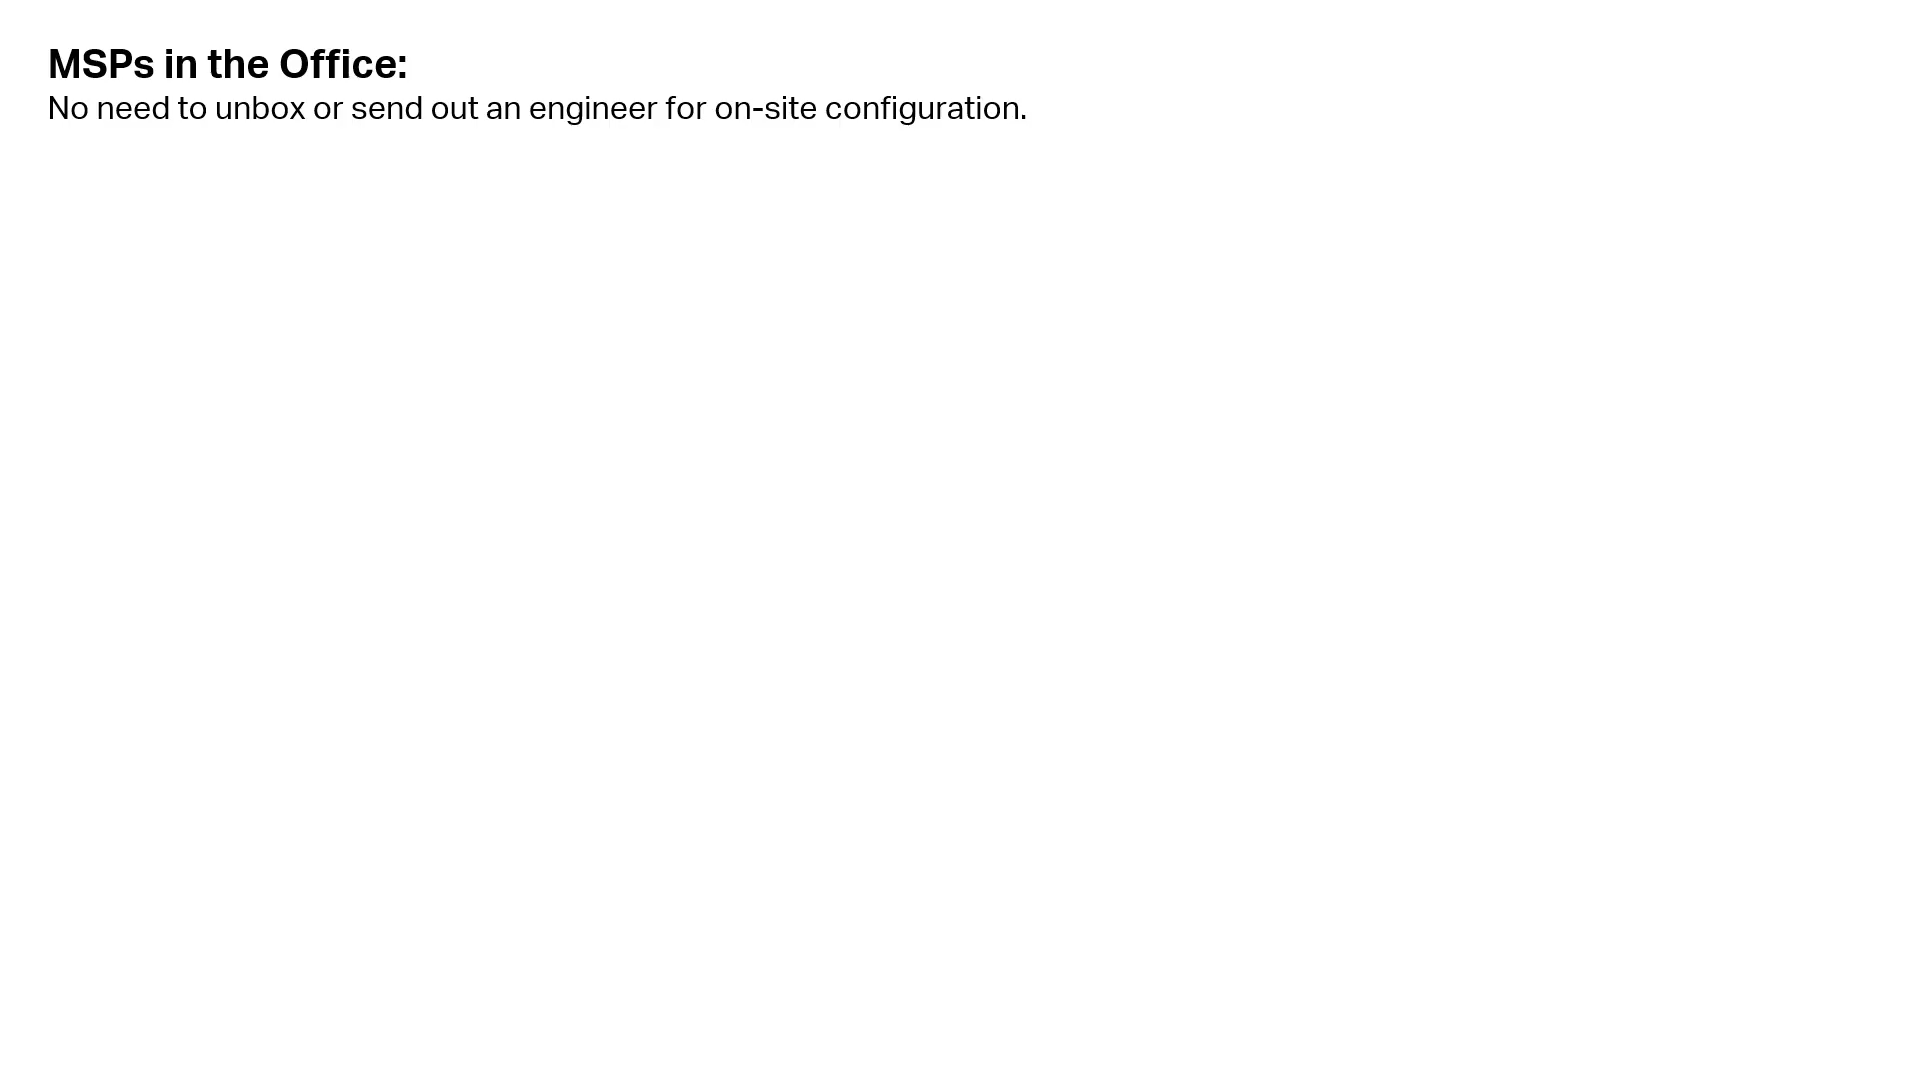 MSPs in the Office:
No need to unbox or send out an engineer for on-site configuration.